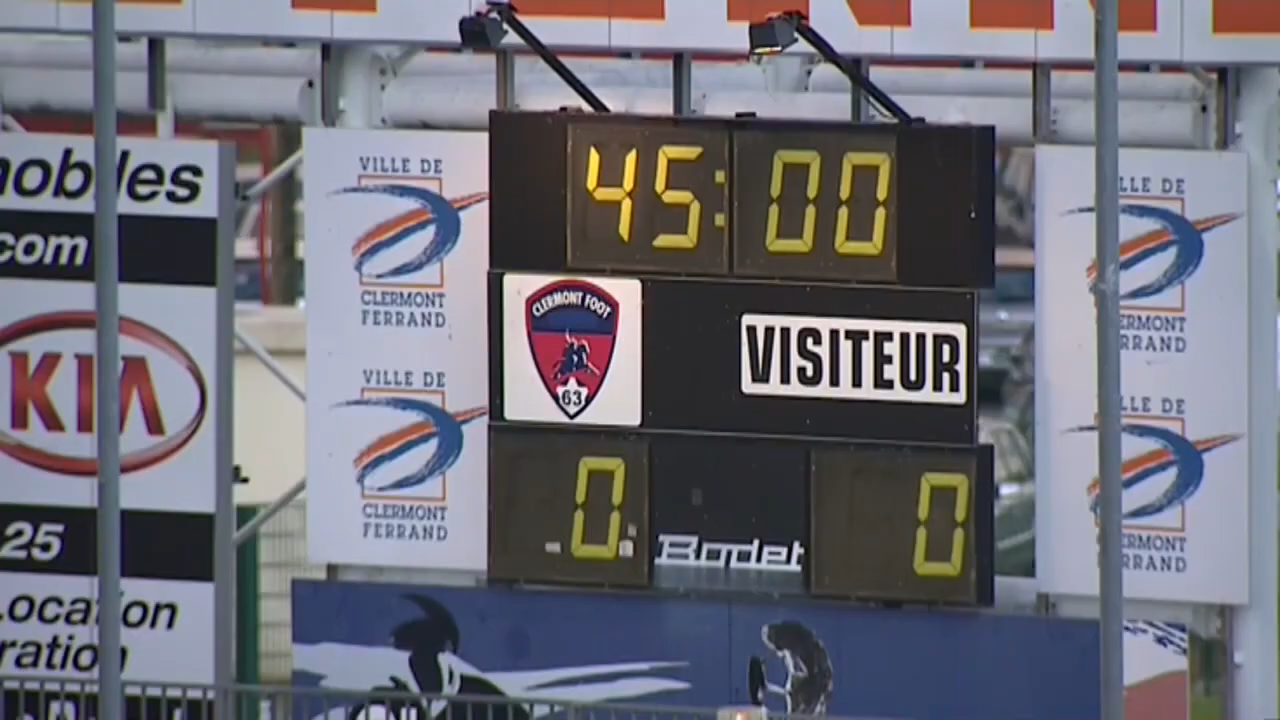 45:00
CLERMONT FOOT
63
VISITEUR
0
0
Bodet
VILLE DE
CLERMONT
FERRAND
VILLE DE
CLERMONT
FERRAND
LLE DE
ERMONT
RRAND
LLE DE
ERMONT
RRAND
obiles
com
KIA
25
Location
ration